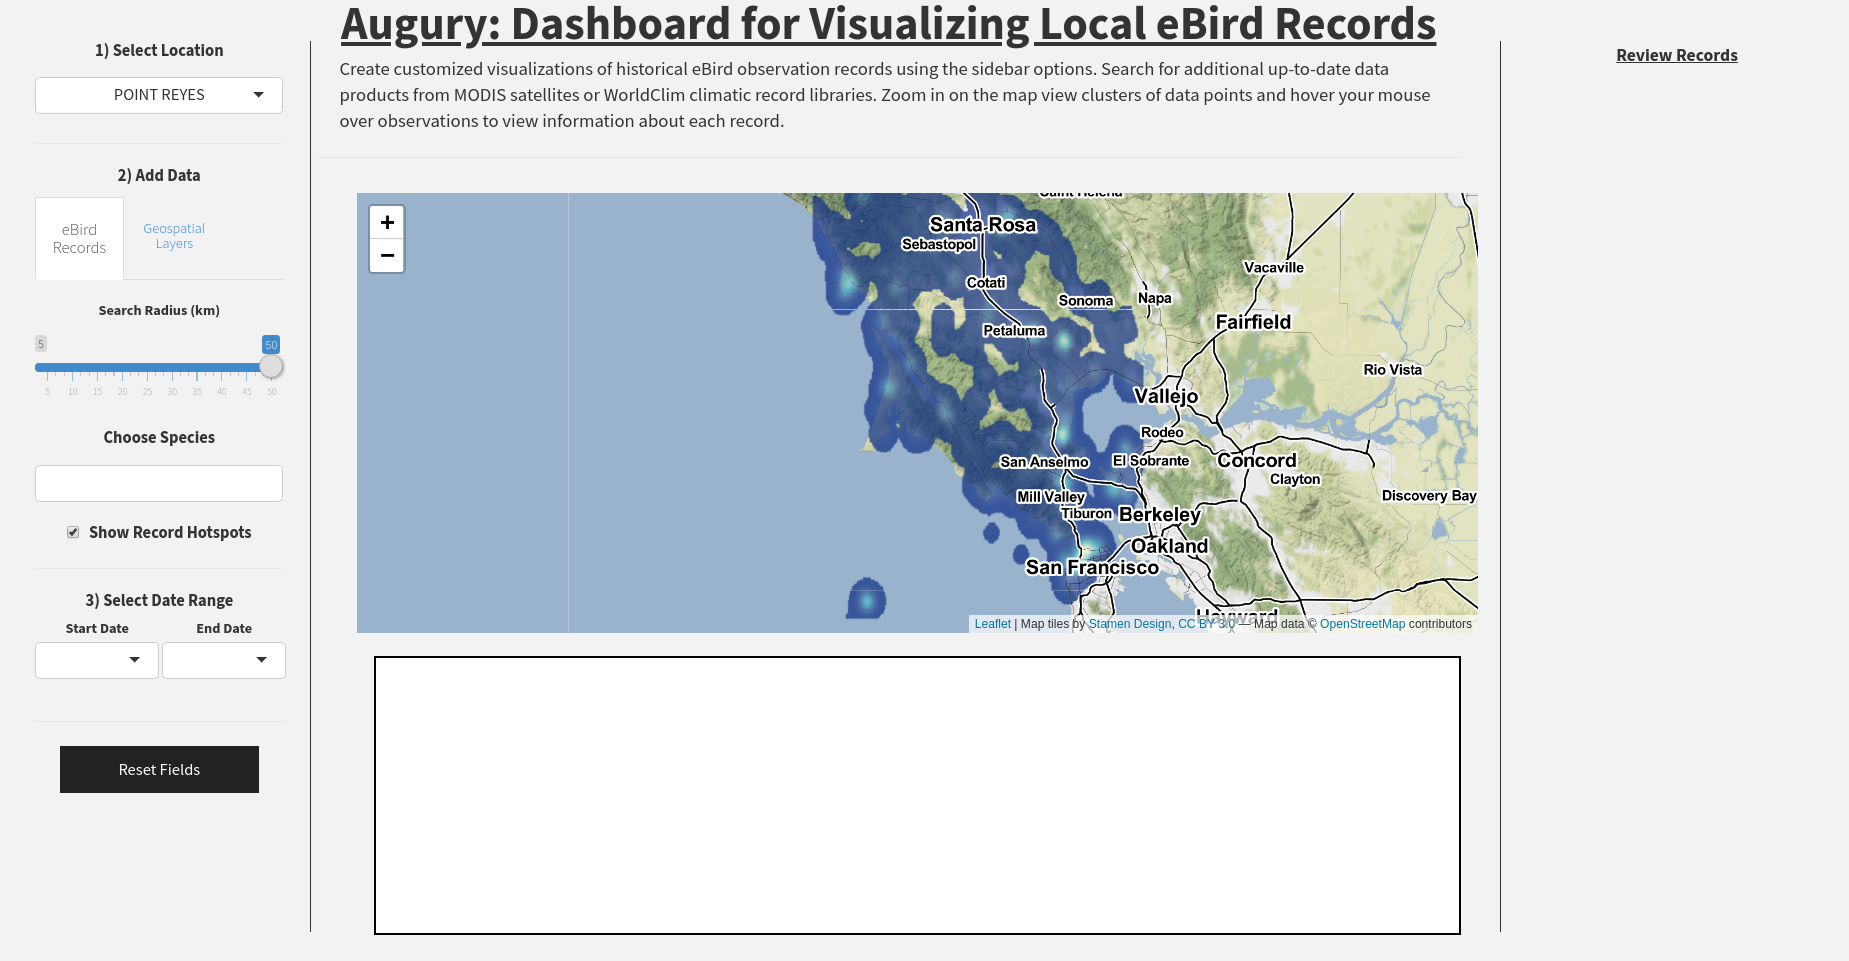 Augury: Dashboard for Visualizing Local eBird Records
Create customized visualizations of historical eBird observation records using the sidebar options. Search for additional up-to-date data
products from MODIS satellites or WorldClim climatic record libraries. Zoom in on the map view clusters of data points and hover your mouse
over observations to view information about each record.
1) Select Location
POINT REYES
2) Add Data
eBird
Records
Geospatial
Layers
Search Radius (km)
5
50
5 10 15 20 25 30 35 40 45 50
Choose Species
Show Record Hotspots
3) Select Date Range
Start Date
End Date
Reset Fields
+
−
Saint Helena
Santa Rosa
Sebastopol
Vacaville
Cotati
Sonoma
Napa
Fairfield
Petaluma
Rio Vista
Vallejo
Rodeo
San Anselmo
El Sobrante
Concord
Clayton
Mill Valley
Discovery Bay
Tiburon
Berkeley
Oakland
San Francisco
Hayward
Leaflet | Map tiles by Stamen Design, CC BY 3.0 — Map data © OpenStreetMap contributors
Review Records